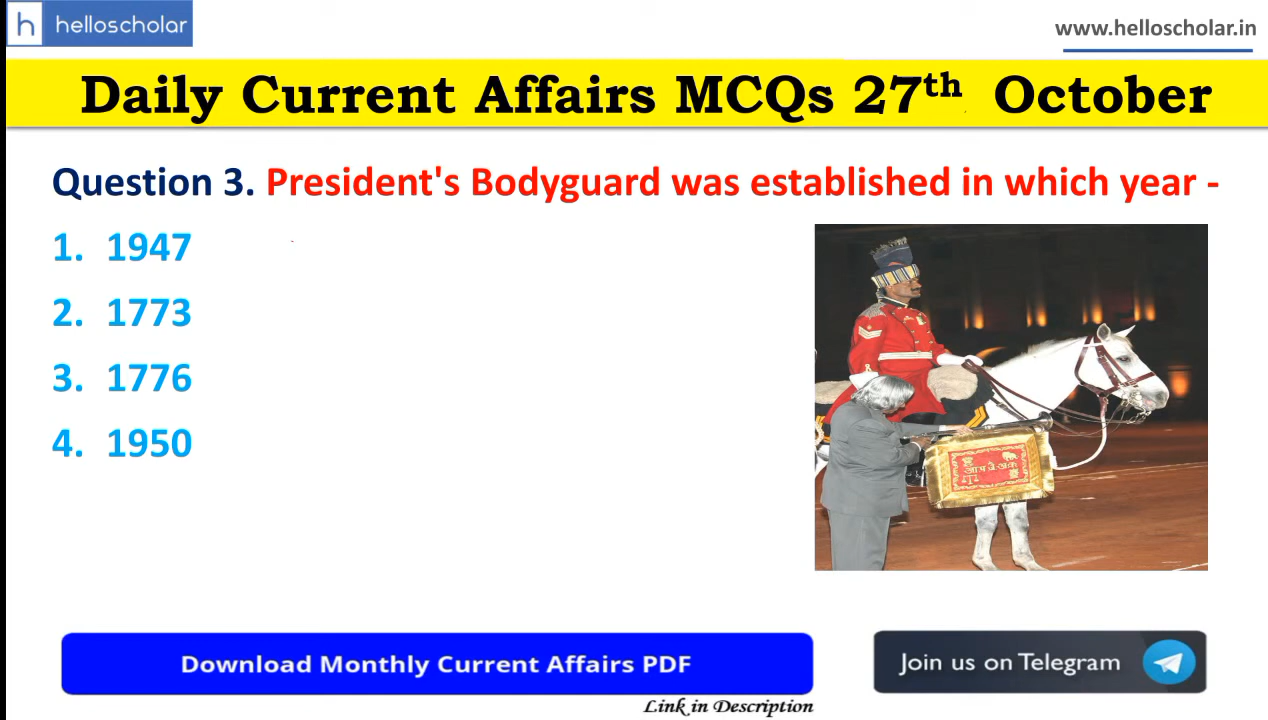 h helloscholar
www.helloscholar.in
Daily Current Affairs MCQs 27th October
Question 3. President's Bodyguard was established in which year -
1. 1947
2. 1773
3. 1776
4. 1950
Download Monthly Current Affairs PDF
Join us on Telegram
Link in Description